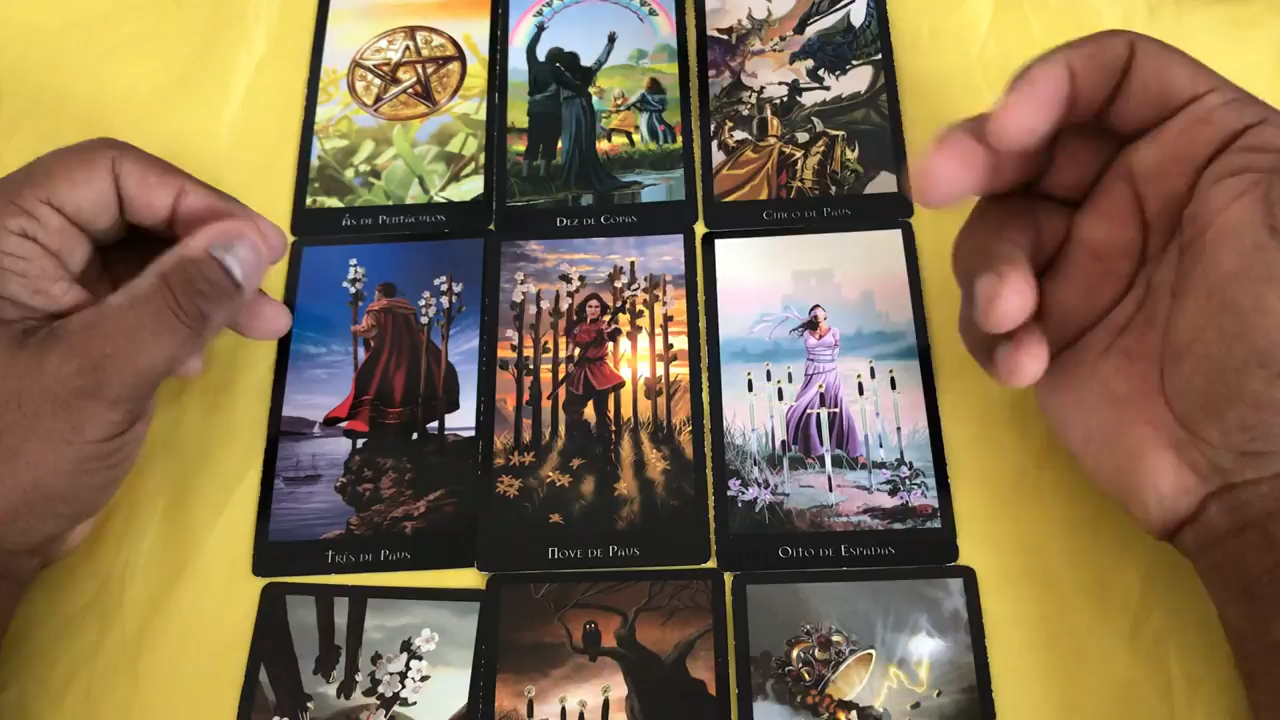 Ás de Pentáculos
Dez de Copas
Cinco de Paus
Três de Paus
Nove de Paus
Oito de Espadas